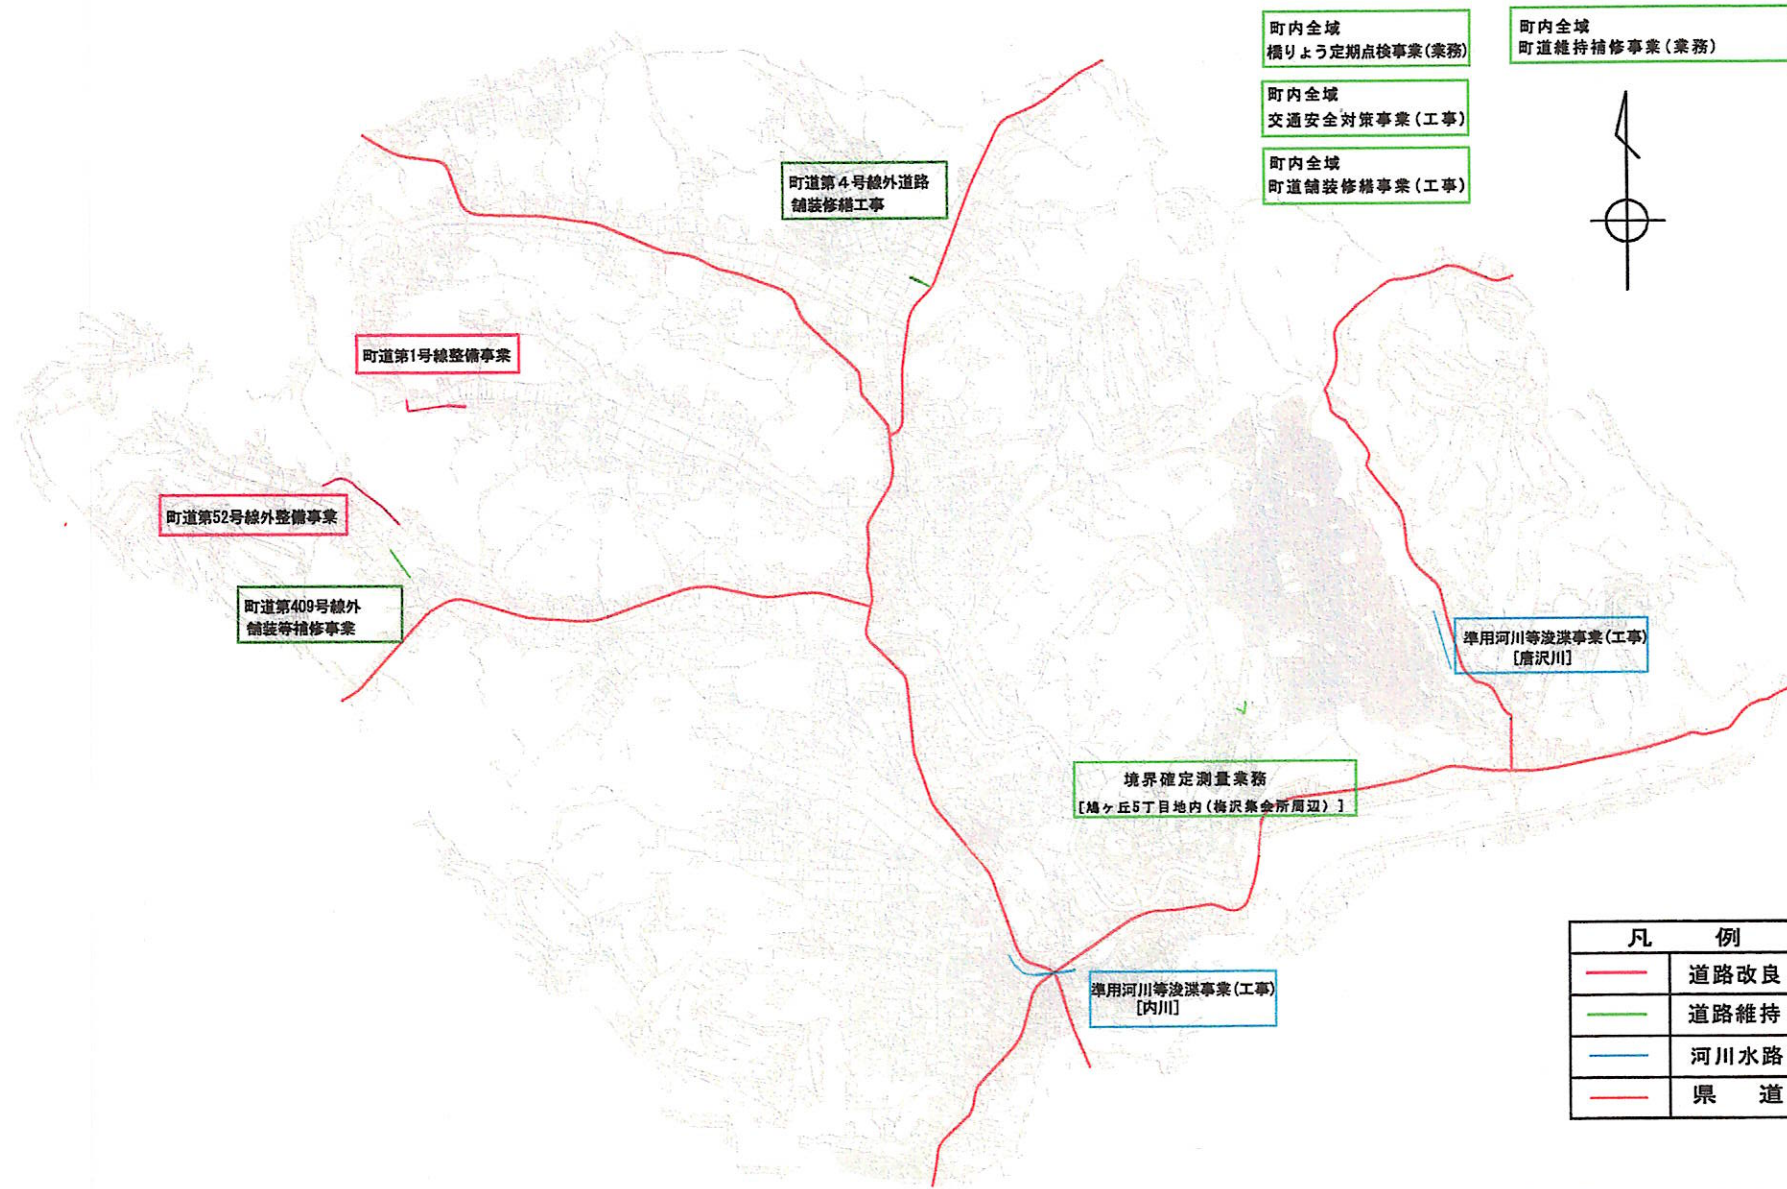 町内全域
橋りょう定期点検事業(業務)
町内全域
町道維持補修事業(業務)
町内全域
交通安全対策事業(工事)
町内全域
町道舗装修繕事業(工事)
町道第4号線外道路
舗装修繕工事
町道第1号線整備事業
町道第52号線外整備事業
町道第409号線外
舗装等補修事業
準用河川等浚渫事業(工事)
[唐沢川]
境界確定測量業務
[鳩ヶ丘5丁目地内(梅沢集会所周辺)]
準用河川等浚渫事業(工事)
[内川]
凡 例
道路改良
道路維持
河川水路
県 道